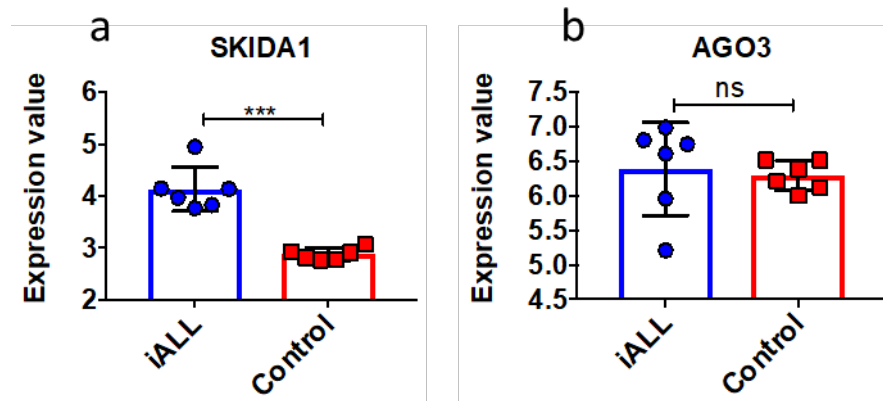 a
SKIDA1
Expression value
6
5
4
3
2
***
iALL
Control
b
AGO3
Expression value
7.5
7.0
6.5
6.0
5.5
5.0
4.5
ns
iALL
Control